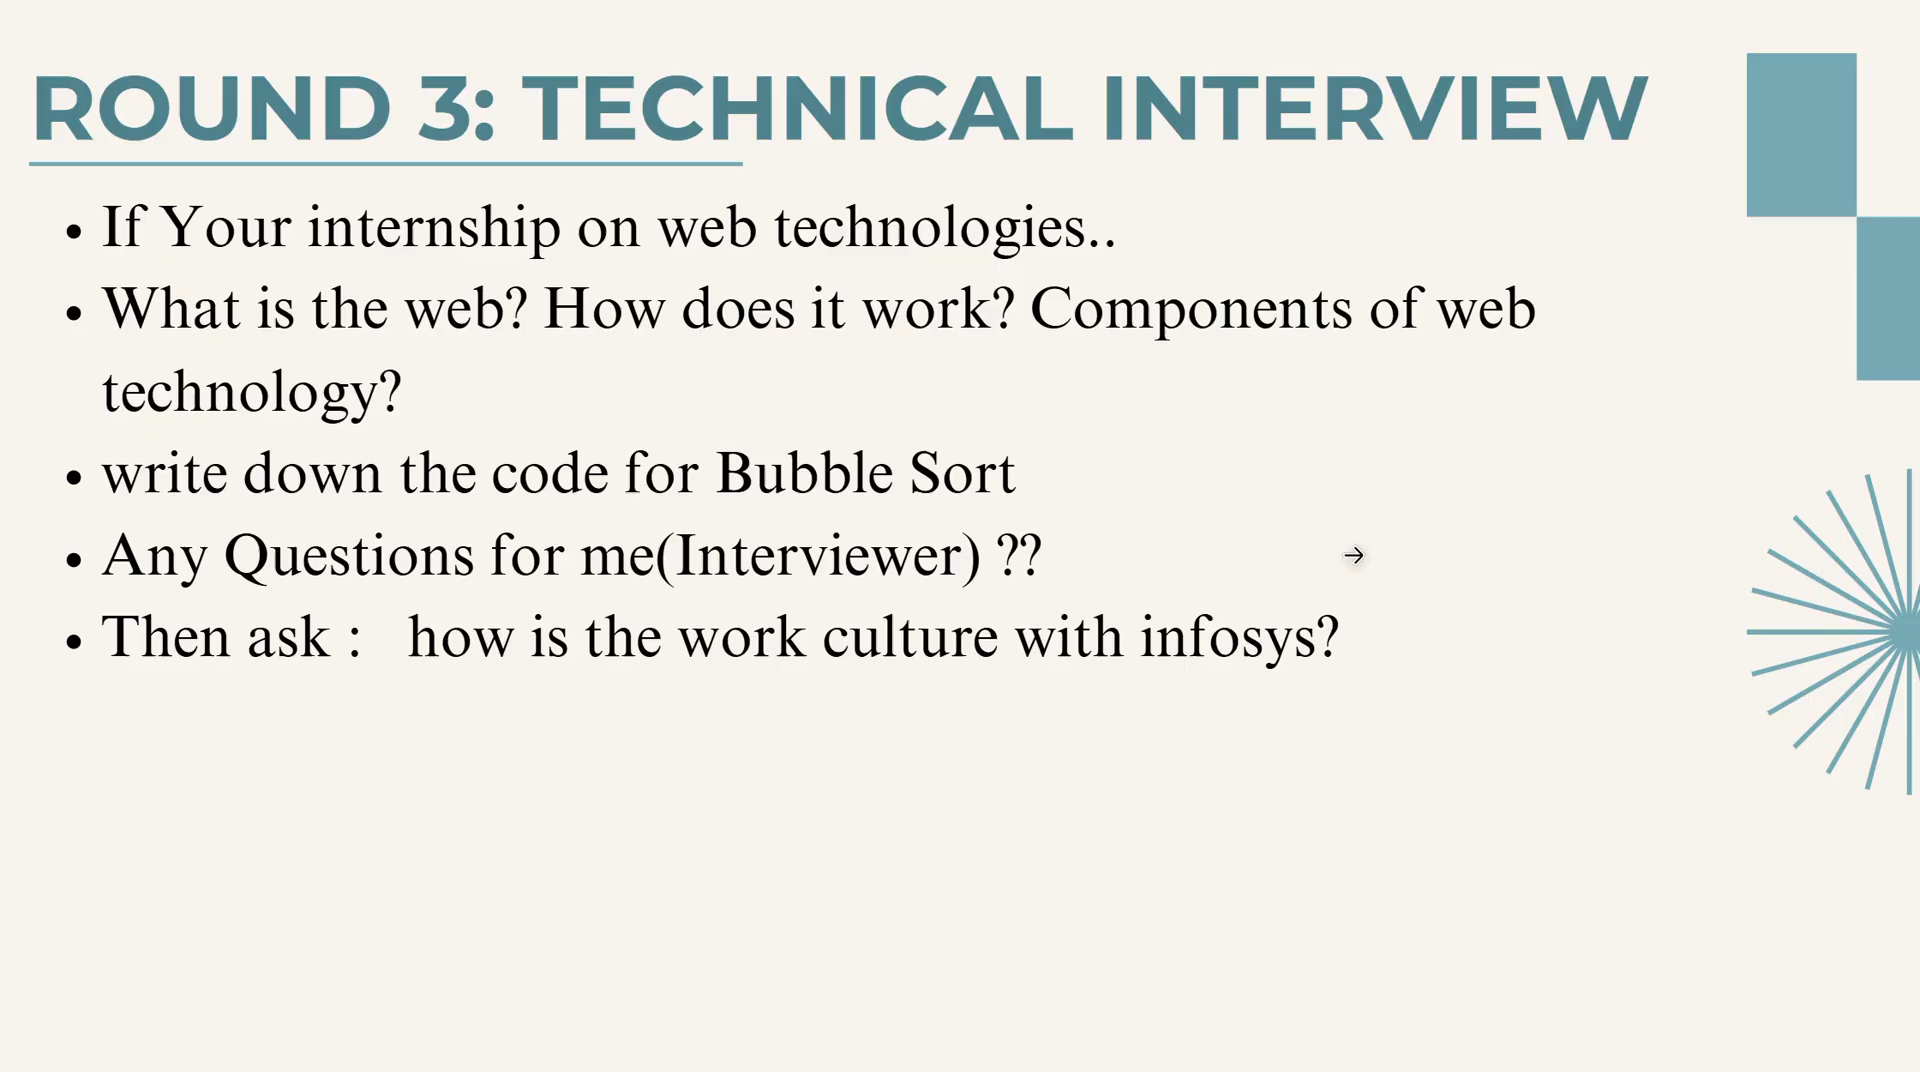 ROUND 3: TECHNICAL INTERVIEW
• If Your internship on web technologies..
• What is the web? How does it work? Components of web
technology?
• write down the code for Bubble Sort
• Any Questions for me(Interviewer) ??
• Then ask :   how is the work culture with infosys?